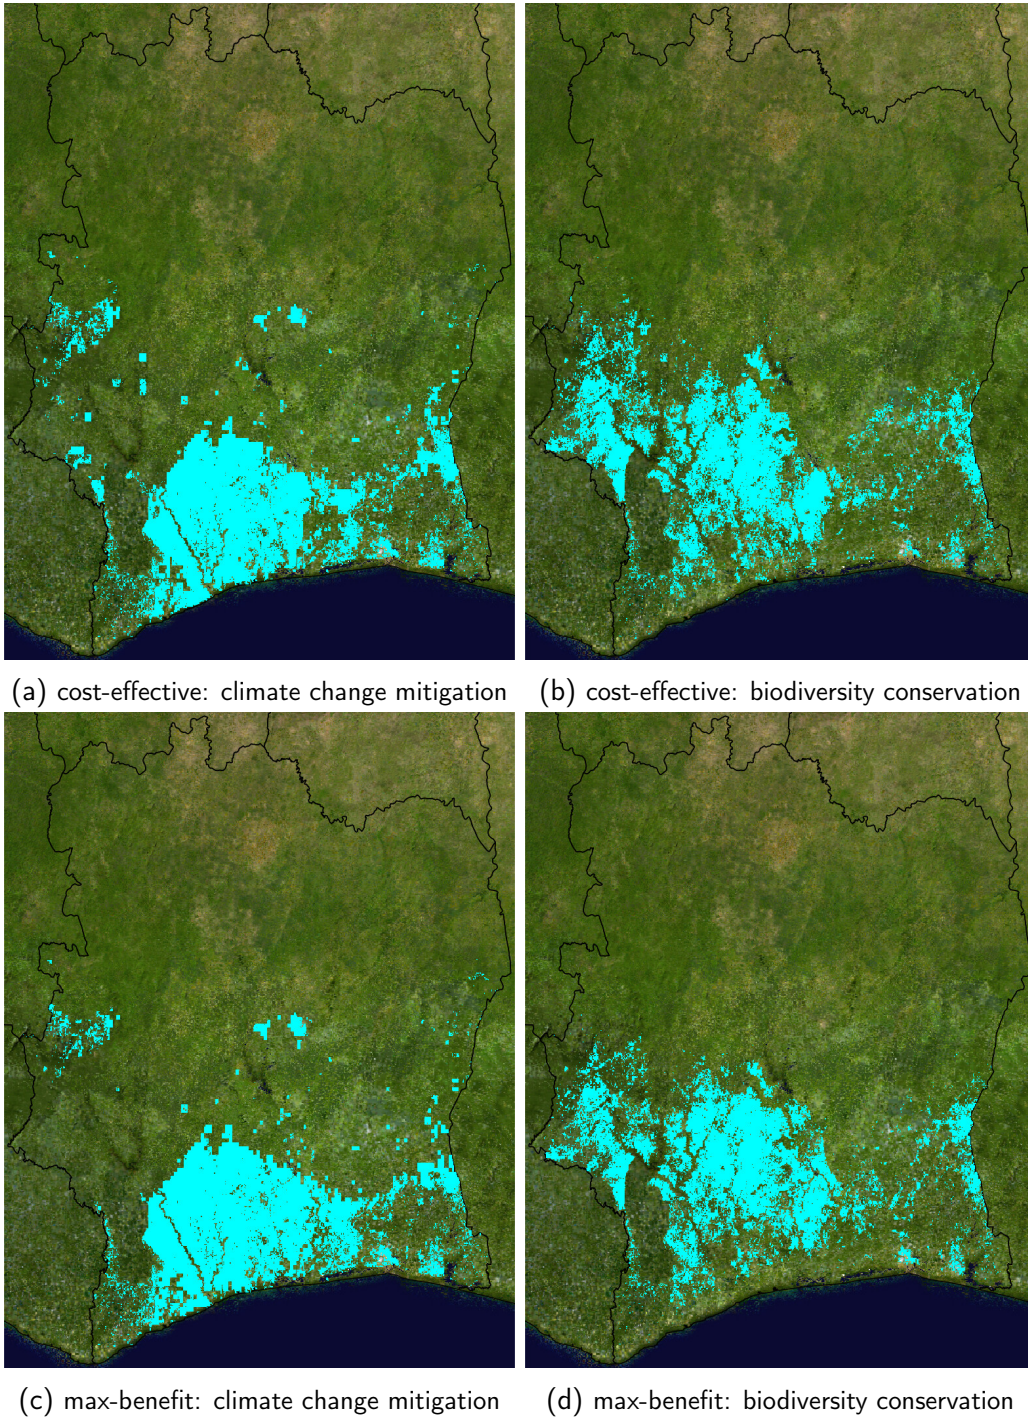 (a) cost-effective: climate change mitigation
(b) cost-effective: biodiversity conservation
(c) max-benefit: climate change mitigation
(d) max-benefit: biodiversity conservation